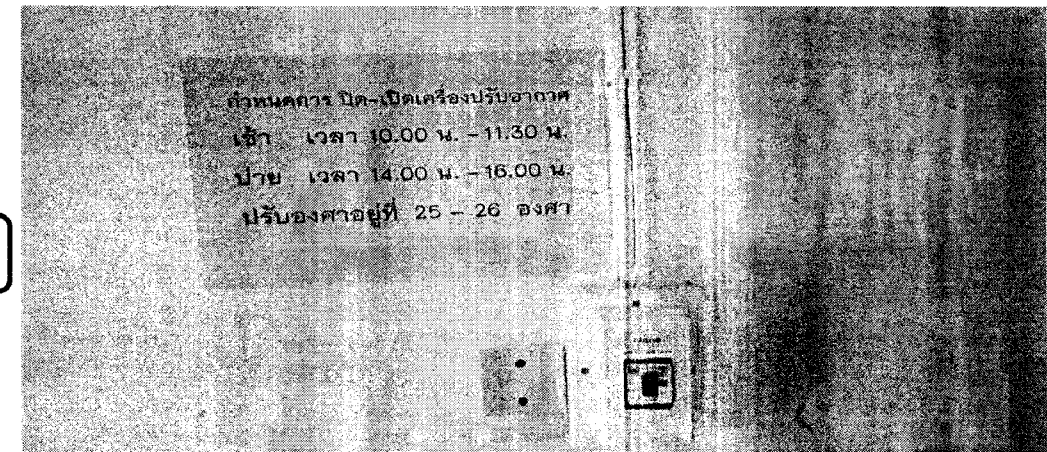 กำหนดการ ปิด-เปิดเครื่องปรับอากาศ
เช้า เวลา 10.00 น. - 11.30 น.
บ่าย เวลา 14.00 น. - 16.00 น.
ปรับองศาอยู่ที่ 25 - 26 องศา